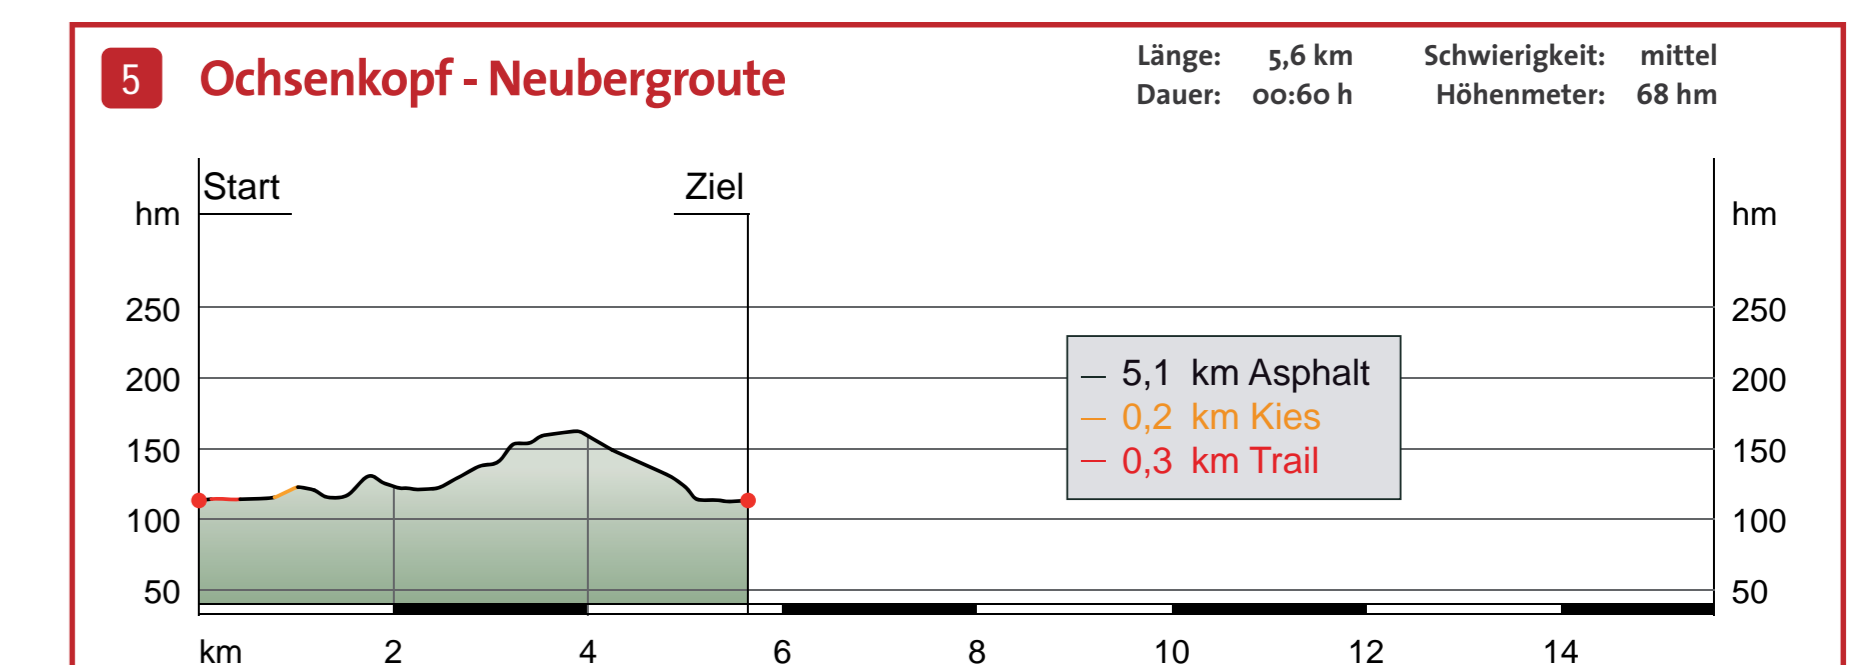 5 Ochsenkopf - Neubergroute
Länge: 5,6 km Schwierigkeit: mittel
Dauer: 00:60 h Höhenmeter: 68 hm
Start Ziel
hm hm
250 250
200 200
150 150
100 100
50 50
5,1 km Asphalt
0,2 km Kies
0,3 km Trail
km 2 4 6 8 10 12 14